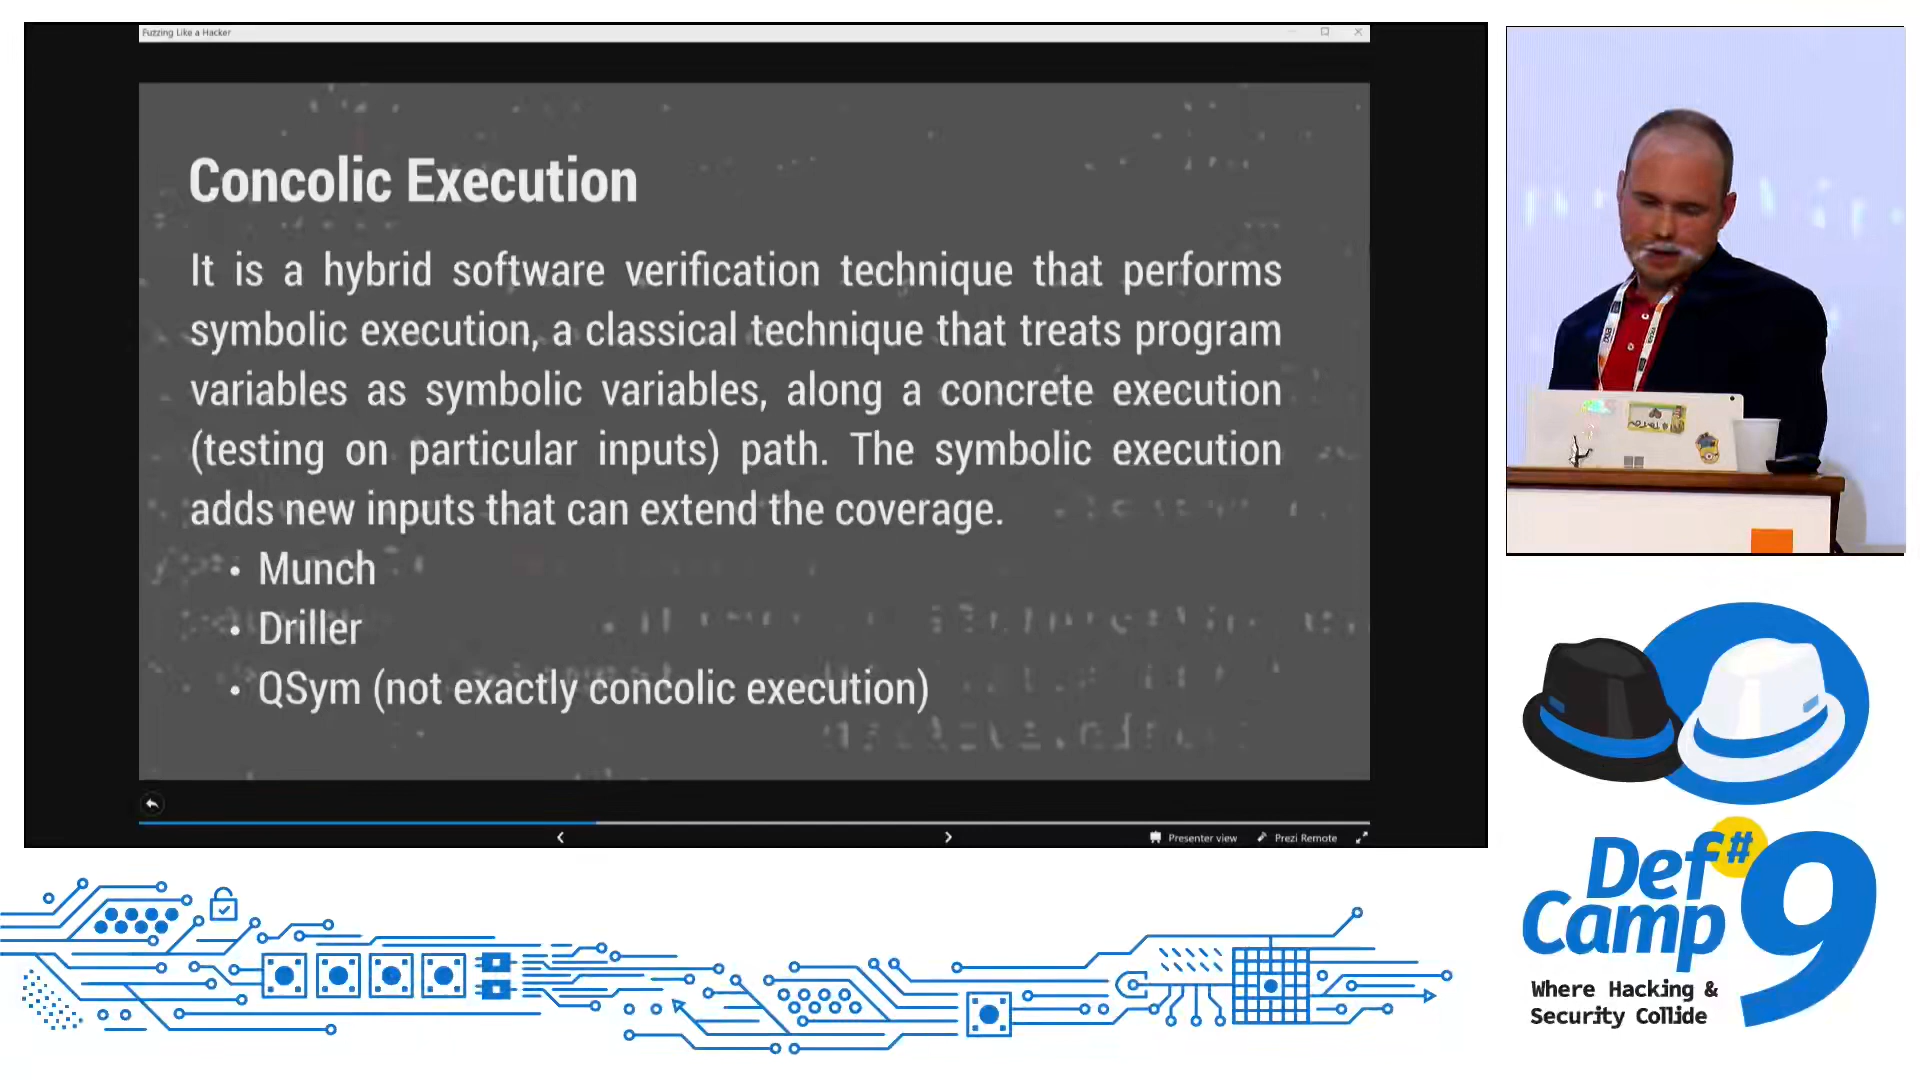 Fuzzing Like a Hacker
Concolic Execution
It is a hybrid software verification technique that performs
symbolic execution, a classical technique that treats program
variables as symbolic variables, along a concrete execution
(testing on particular inputs) path. The symbolic execution
adds new inputs that can extend the coverage.
• Munch
• Driller
• QSym (not exactly concolic execution)
Presenter view
Prezi Remote
Def #9
Camp
Where Hacking &
Security Collide